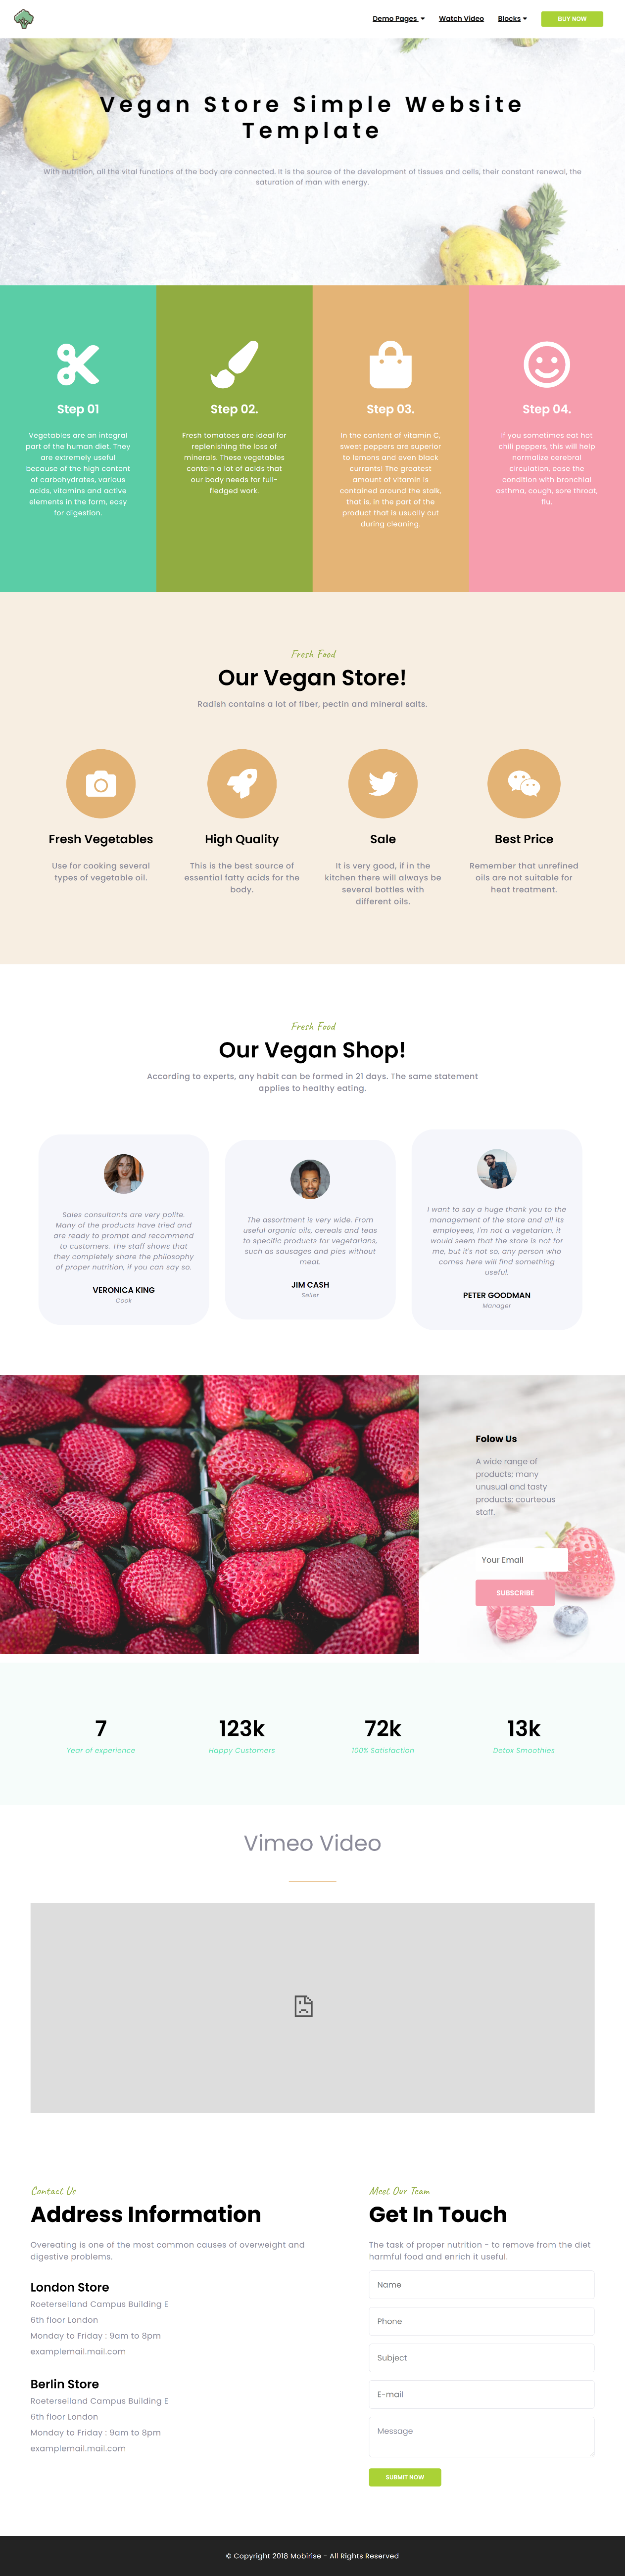 Demo Pages
Watch Video
Blocks
BUY NOW
Vegan Store Simple Website
Template
With nutrition, all the vital functions of the body are connected. It is the source of the development of tissues and cells, their constant renewal, the
saturation of man with energy.
Step 01
Vegetables are an integral
part of the human diet. They
are extremely useful
because of the high content
of carbohydrates, various
acids, vitamins and active
elements in the form, easy
for digestion.
Step 02.
Fresh tomatoes are ideal for
replenishing the loss of
minerals. These vegetables
contain a lot of acids that
our body needs for full-
fledged work.
Step 03.
In the content of vitamin C,
sweet peppers are superior
to lemons and even black
currants! The greatest
amount of vitamin is
contained around the stalk,
that is, in the part of the
product that is usually cut
during cleaning.
Step 04.
If you sometimes eat hot
chili peppers, this will help
normalize cerebral
circulation, ease the
condition with bronchial
asthma, cough, sore throat,
flu.
Fresh Food
Our Vegan Store!
Radish contains a lot of fiber, pectin and mineral salts.
Fresh Vegetables
Use for cooking several
types of vegetable oil.
High Quality
This is the best source of
essential fatty acids for the
body.
Sale
It is very good, if in the
kitchen there will always be
several bottles with
different oils.
Best Price
Remember that unrefined
oils are not suitable for
heat treatment.
Fresh Food
Our Vegan Shop!
According to experts, any habit can be formed in 21 days. The same statement
applies to healthy eating.
Sales consultants are very polite.
Many of the products have tried and
are ready to prompt and recommend
to customers. The staff shows that
they completely share the philosophy
of proper nutrition, if you can say so.
VERONICA KING
Cook
The assortment is very wide. From
useful organic oils, cereals and teas
to specific products for vegetarians,
such as sausages and pies without
meat.
JIM CASH
Seller
I want to say a huge thank you to the
management of the store and all its
employees, I'm not a vegetarian, it
would seem that the store is not for
me, but it's not so, any person who
comes here will find something
useful.
PETER GOODMAN
Manager
Folow Us
A wide range of
products; many
unusual and tasty
products; courteous
staff.
Your Email
SUBSCRIBE
7
Year of experience
123k
Happy Customers
72k
100% Satisfaction
13k
Detox Smoothies
Vimeo Video
Contact Us
Address Information
Overeating is one of the most common causes of overweight and
digestive problems.
London Store
Roeterseiland Campus Building E
6th floor London
Monday to Friday : 9am to 8pm
examplemail.mail.com
Berlin Store
Roeterseiland Campus Building E
6th floor London
Monday to Friday : 9am to 8pm
examplemail.mail.com
Meet Our Team
Get In Touch
The task of proper nutrition - to remove from the diet
harmful food and enrich it useful.
Name
Phone
Subject
E-mail
Message
SUBMIT NOW
© Copyright 2018 Mobirise - All Rights Reserved